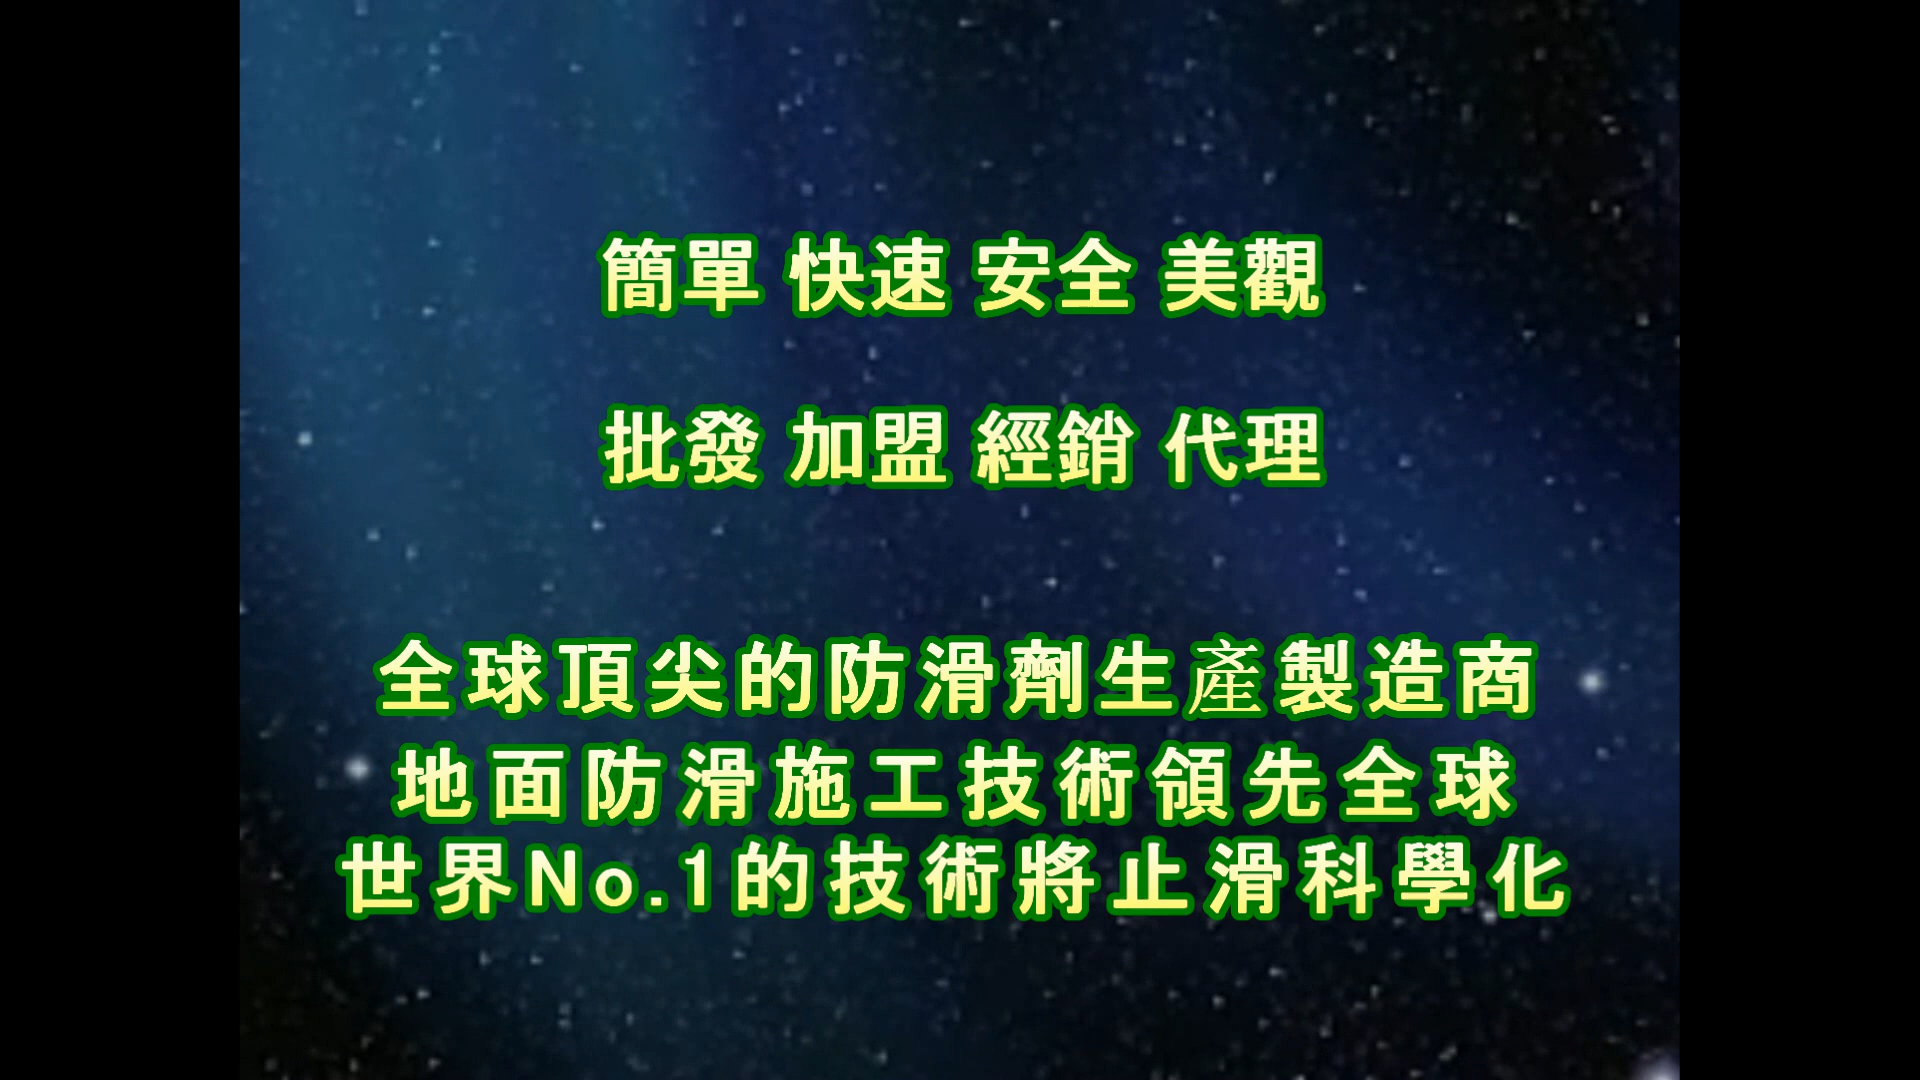 簡單 快速 安全 美觀
批發 加盟 經銷 代理
全球頂尖的防滑劑生產製造商
地面防滑施工技術領先全球
世界No.1的技術將止滑科學化